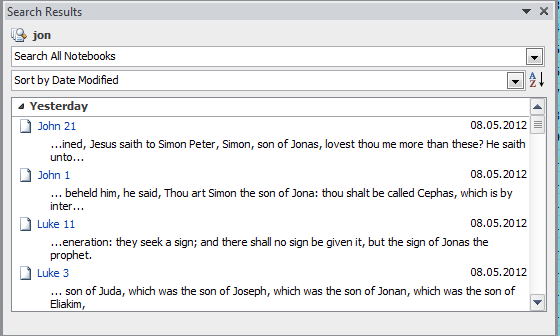 Search Results
jon
Search All Notebooks
Sort by Date Modified
A
Z
Yesterday
John 21 08.05.2012
...ined, Jesus saith to Simon Peter, Simon, son of Jonas, lovest thou me more than these? He saith
unto...
John 1 08.05.2012
... beheld him, he said, Thou art Simon the son of Jona: thou shalt be called Cephas, which is by
inter...
Luke 11 08.05.2012
...eneration: they seek a sign; and there shall no sign be given it, but the sign of Jonas the
prophet.
Luke 3 08.05.2012
... son of Juda, which was the son of Joseph, which was the son of Jonan, which was the son of
Eliakim,